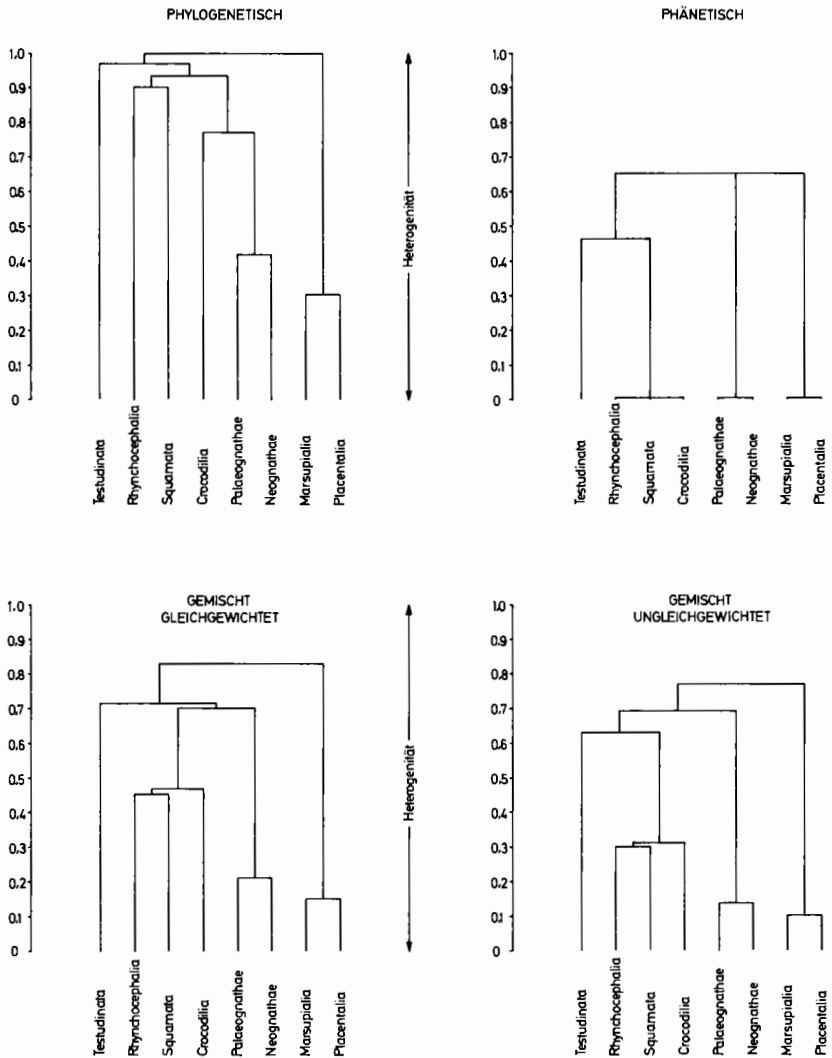 PHYLOGENETISCH
1.0
0.9
0.8
0.7
0.6
0.5
0.4
0.3
0.2
0.1
0
Testudinata
Rhynchocephalia
Squamata
Crocodilia
Palaeognathae
Neognathae
Marsupialia
Placentalia
Heterogenität
PHÄNETISCH
1.0
0.9
0.8
0.7
0.6
0.5
0.4
0.3
0.2
0.1
0
Testudinata
Rhynchocephalia
Squamata
Crocodilia
Palaeognathae
Neognathae
Marsupialia
Placentalia
GEMISCHT
GLEICHGEWICHTET
1.0
0.9
0.8
0.7
0.6
0.5
0.4
0.3
0.2
0.1
0
Testudinata
Rhynchocephalia
Squamata
Crocodilia
Palaeognathae
Neognathae
Marsupialia
Placentalia
Heterogenität
GEMISCHT
UNGLEICHGEWICHTET
1.0
0.9
0.8
0.7
0.6
0.5
0.4
0.3
0.2
0.1
0
Testudinata
Rhynchocephalia
Squamata
Crocodilia
Palaeognathae
Neognathae
Marsupialia
Placentalia